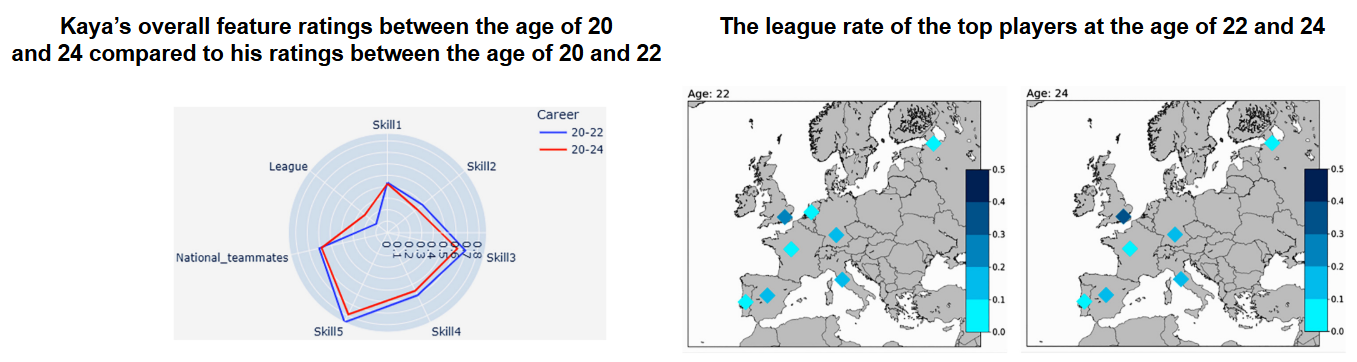 Kaya's overall feature ratings between the age of 20
and 24 compared to his ratings between the age of 20 and 22
Skill1
Skill2
Skill3
Skill4
Skill5
National_teammates
League
0
0.1
0.2
0.3
0.4
0.5
0.6
0.7
0.8
Career
20-22
20-24
The league rate of the top players at the age of 22 and 24
Age: 22
0.5
0.4
0.3
0.2
0.1
0.0
Age: 24
0.5
0.4
0.3
0.2
0.1
0.0